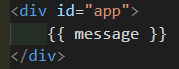 <div id="app">
    {{ message }}
</div>